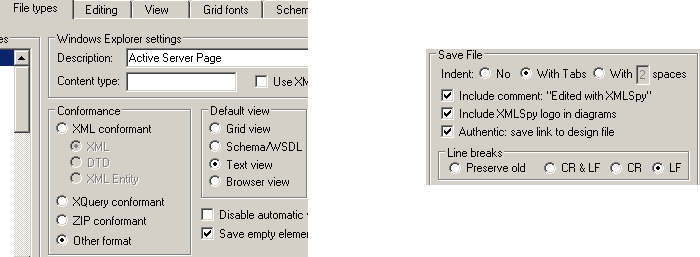 File types Editing View Grid fonts Schem
es
Windows Explorer settings
Description: Active Server Page
Content type: Use XM
Conformance
XML conformant
XML
DTD
XML Entity
XQuery conformant
ZIP conformant
Other format
Default view
Grid view
Schema/WSDL
Text view
Browser view
Disable automatic v
Save empty elemen
Save File
Indent: No With Tabs With 2 spaces
Include comment: "Edited with XMLSpy"
Include XMLSpy logo in diagrams
Authentic: save link to design file
Line breaks
Preserve old CR & LF CR LF